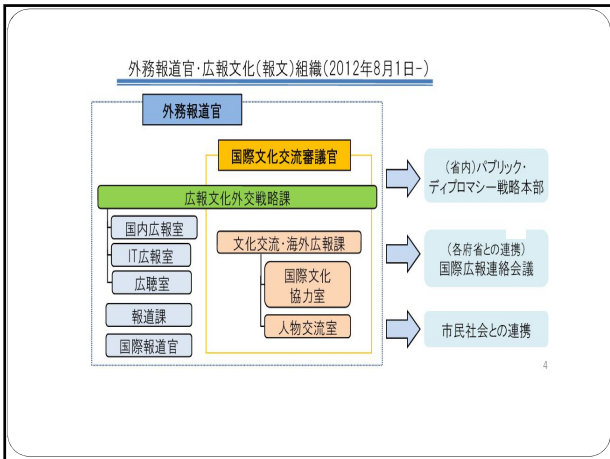 外務報道官・広報文化(報文)組織(2012年8月1日-)
外務報道官
国際文化交流審議官
広報文化外交戦略課
国内広報室
IT広報室
広聴室
報道課
国際報道官
文化交流・海外広報課
国際文化
協力室
人物交流室
(省内)パブリック・
ディプロマシー戦略本部
(各府省との連携)
国際広報連絡会議
市民社会との連携
4